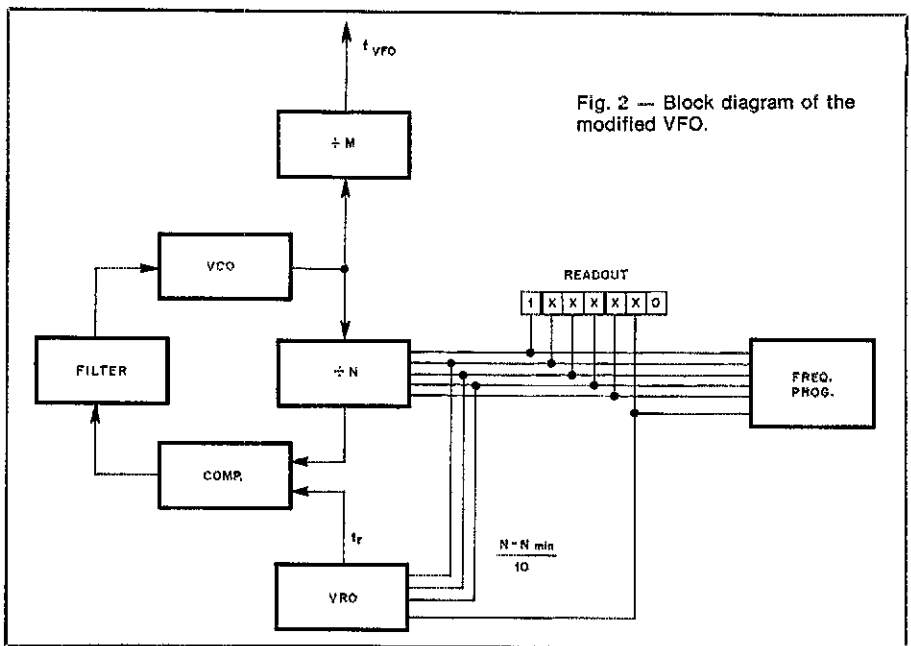 f VFO
Fig. 2 — Block diagram of the
modified VFO.
÷ M
VCO
READOUT
1 X X X X X 0
FILTER
÷ N
FREQ.
PROG.
COMP.
fr
N - N min
10
VRO